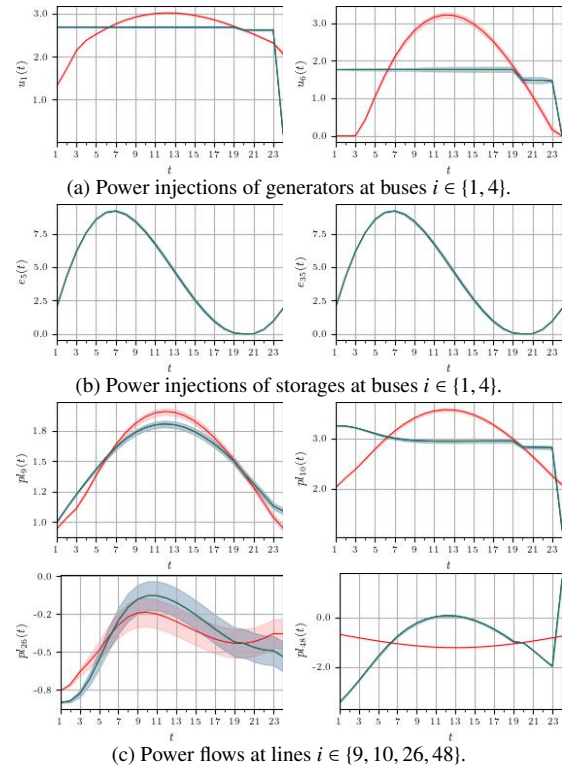 3.0
2.0
1.0
u₁(t)
1 3 5 7 9 11 13 15 17 19 21 23
t
3.0
2.0
1.0
0.0
u₆(t)
1 3 5 7 9 11 13 15 17 19 21 23
t
(a) Power injections of generators at buses i ∈ {1, 4}.
7.5
5.0
2.5
0.0
e₅(t)
1 3 5 7 9 11 13 15 17 19 21 23
t
7.5
5.0
2.5
0.0
e₃₅(t)
1 3 5 7 9 11 13 15 17 19 21 23
t
(b) Power injections of storages at buses i ∈ {1, 4}.
1.8
1.5
1.2
1.0
pl₉(t)
1 3 5 7 9 11 13 15 17 19 21 23
t
3.0
2.0
pl₁₀(t)
1 3 5 7 9 11 13 15 17 19 21 23
t
0.0
-0.2
-0.5
-0.8
pl₂₆(t)
1 3 5 7 9 11 13 15 17 19 21 23
t
0.0
-2.0
pl₄₈(t)
1 3 5 7 9 11 13 15 17 19 21 23
t
(c) Power flows at lines i ∈ {9, 10, 26, 48}.